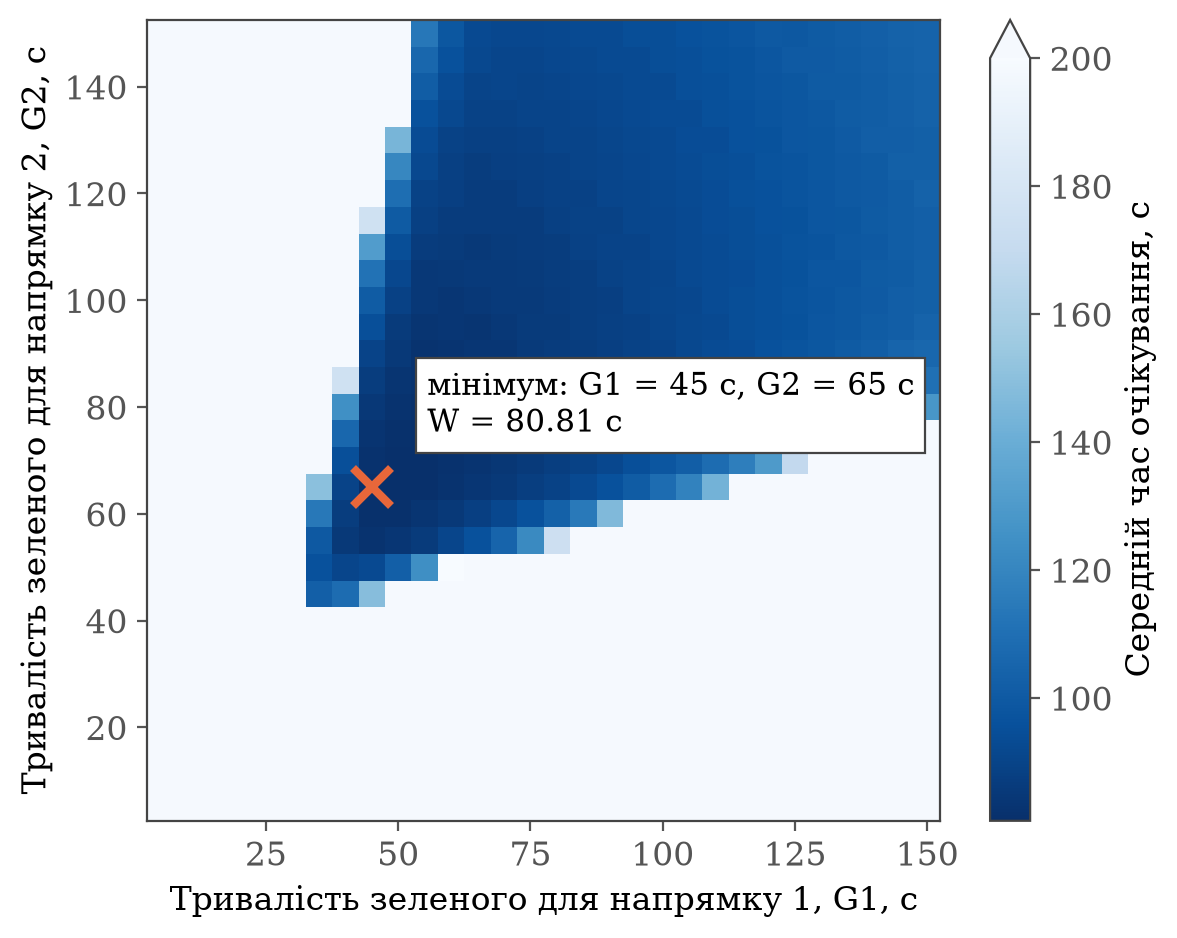 Тривалість зеленого для напрямку 2, G2, с
140
120
100
80
60
40
20
мінімум: G1 = 45 с, G2 = 65 с
W = 80.81 с
25 50 75 100 125 150
Тривалість зеленого для напрямку 1, G1, с
200
180
160
140
120
100
Середній час очікування, с